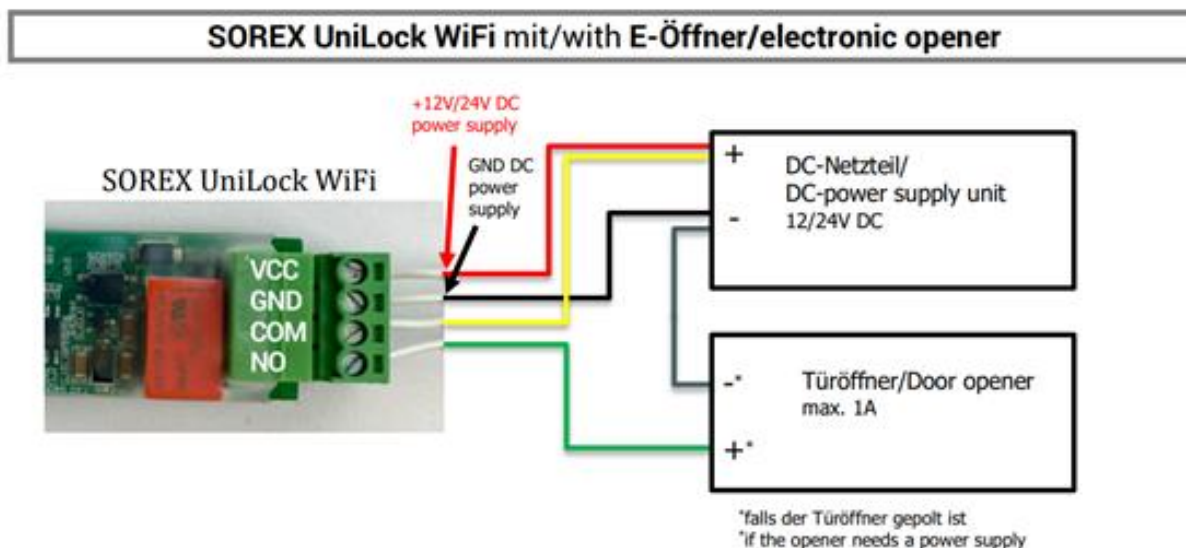 SOREX UniLock WiFi mit/with E-Öffner/electronic opener
+12V/24V DC
power supply
GND DC
power
supply
SOREX UniLock WiFi
VCC
GND
COM
NO
+
DC-Netzteil/
DC-power supply unit
12/24V DC
-
-*
Türöffner/Door opener
max. 1A
+*
*falls der Türöffner gepolt ist
*if the opener needs a power supply